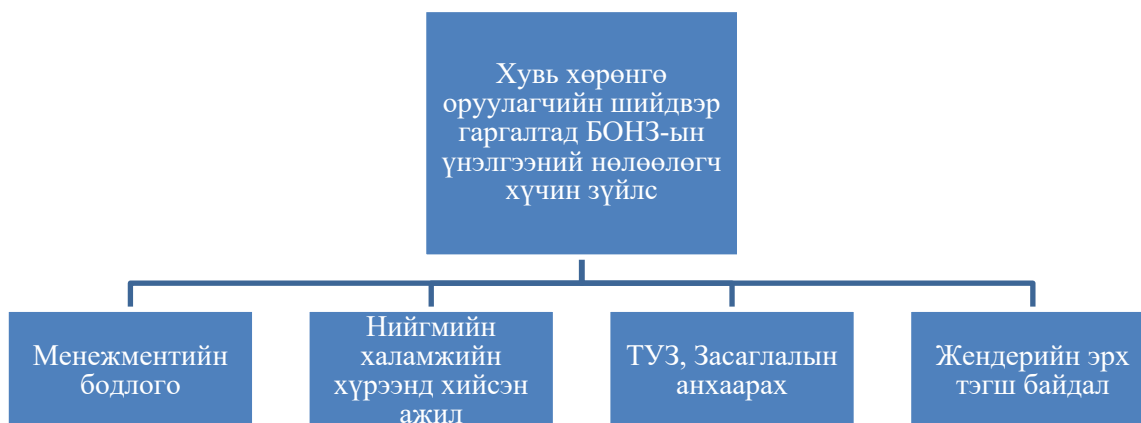 Хувь хөрөнгө
оруулагчийн шийдвэр
гаргалтад БОНЗ-ын
үнэлгээний нөлөөлөгч
хүчин зүйлс
Менежментийн
бодлого
Нийгмийн
халамжийн
хүрээнд хийсэн
ажил
ТУЗ, Засаглалын
анхаарах
Жендерийн эрх
тэгш байдал